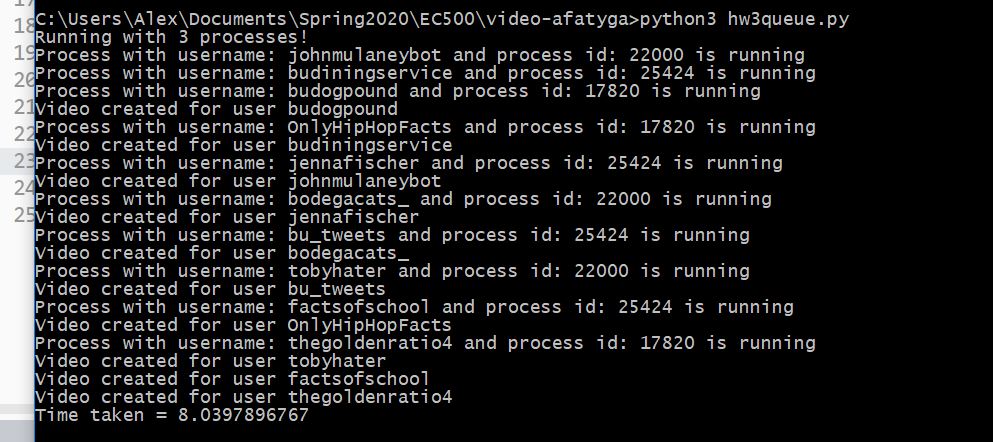 C:\Users\Alex\Documents\Spring2020\EC500\video-afatyga>python3 hw3queue.py
Running with 3 processes!
Process with username: johnmulaneybot and process id: 22000 is running
Process with username: budiningservice and process id: 25424 is running
Process with username: budogpound and process id: 17820 is running
Video created for user budogpound
Process with username: OnlyHipHopFacts and process id: 17820 is running
Video created for user budiningservice
Process with username: jennafischer and process id: 25424 is running
Video created for user johnmulaneybot
Process with username: bodegacats_ and process id: 22000 is running
Video created for user jennafischer
Process with username: bu_tweets and process id: 25424 is running
Video created for user bodegacats_
Process with username: tobyhater and process id: 22000 is running
Video created for user bu_tweets
Process with username: factsofschool and process id: 25424 is running
Video created for user OnlyHipHopFacts
Process with username: thegoldenratio4 and process id: 17820 is running
Video created for user tobyhater
Video created for user factsofschool
Video created for user thegoldenratio4
Time taken = 8.0397896767
18
19
20
21
22
23
24
25